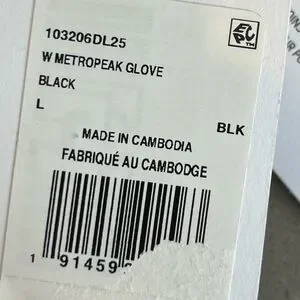 103206DL25
W METROPEAK GLOVE
BLACK
L
BLK
MADE IN CAMBODIA
FABRIQUÉ AU CAMBODGE
1 91459